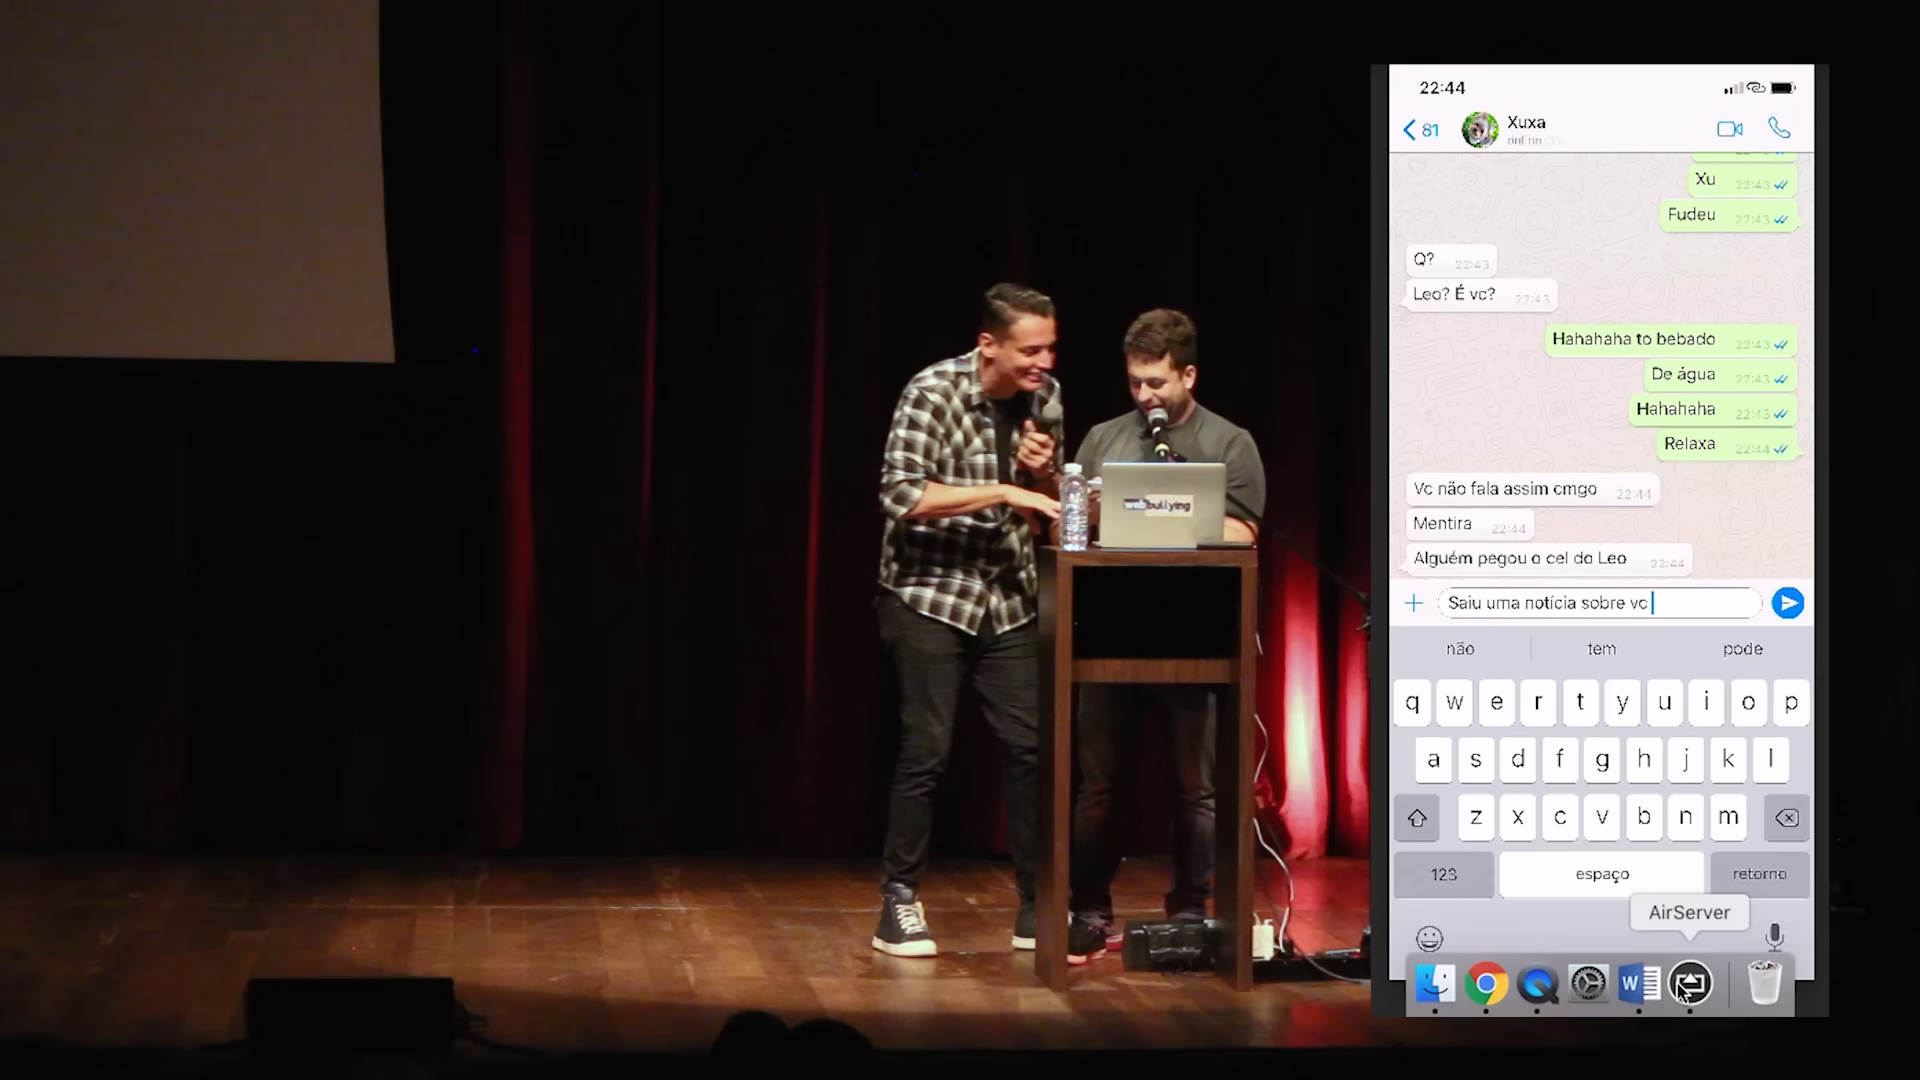 22:44
81
Xuxa
online
Xu 22:43
Fudeu 22:43
Q? 22:43
Leo? É vc? 22:43
Hahahaha to bebado 22:43
De água 22:43
Hahahaha 22:43
Relaxa 22:44
Vc não fala assim cmgo 22:44
Mentira 22:44
Alguém pegou o cel do Leo 22:44
Saiu uma notícia sobre vc
não tem pode
q w e r t y u i o p
a s d f g h j k l
z x c v b n m
123 espaço retorno
AirServer
W
webbullying